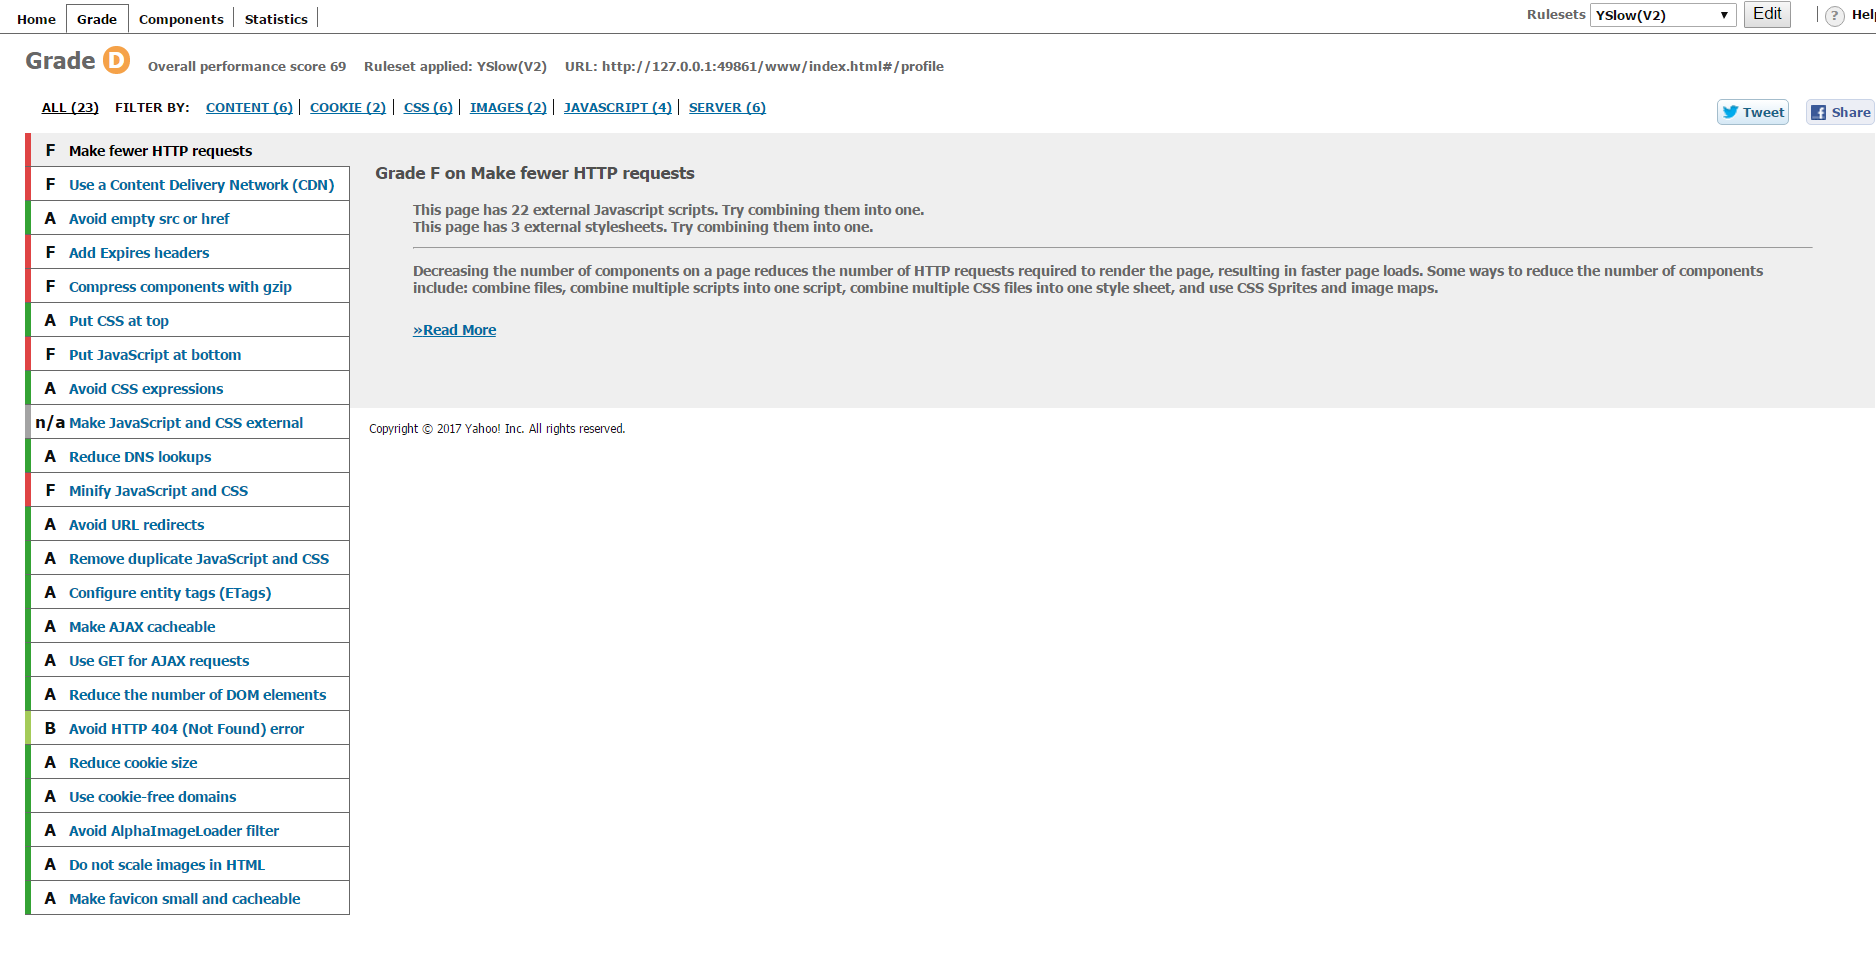 Home Grade Components Statistics Rulesets YSlow(V2) ▼ Edit ? Help
Grade D Overall performance score 69 Ruleset applied: YSlow(V2) URL: http://127.0.0.1:49861/www/index.html#/profile
ALL (23) FILTER BY: CONTENT (6) COOKIE (2) CSS (6) IMAGES (2) JAVASCRIPT (4) SERVER (6)
Tweet Share
F Make fewer HTTP requests
F Use a Content Delivery Network (CDN)
A Avoid empty src or href
F Add Expires headers
F Compress components with gzip
A Put CSS at top
F Put JavaScript at bottom
A Avoid CSS expressions
n/a Make JavaScript and CSS external
A Reduce DNS lookups
F Minify JavaScript and CSS
A Avoid URL redirects
A Remove duplicate JavaScript and CSS
A Configure entity tags (ETags)
A Make AJAX cacheable
A Use GET for AJAX requests
A Reduce the number of DOM elements
B Avoid HTTP 404 (Not Found) error
A Reduce cookie size
A Use cookie-free domains
A Avoid AlphaImageLoader filter
A Do not scale images in HTML
A Make favicon small and cacheable
Grade F on Make fewer HTTP requests
This page has 22 external Javascript scripts. Try combining them into one.
This page has 3 external stylesheets. Try combining them into one.
Decreasing the number of components on a page reduces the number of HTTP requests required to render the page, resulting in faster page loads. Some ways to reduce the number of components
include: combine files, combine multiple scripts into one script, combine multiple CSS files into one style sheet, and use CSS Sprites and image maps.
»Read More
Copyright © 2017 Yahoo! Inc. All rights reserved.